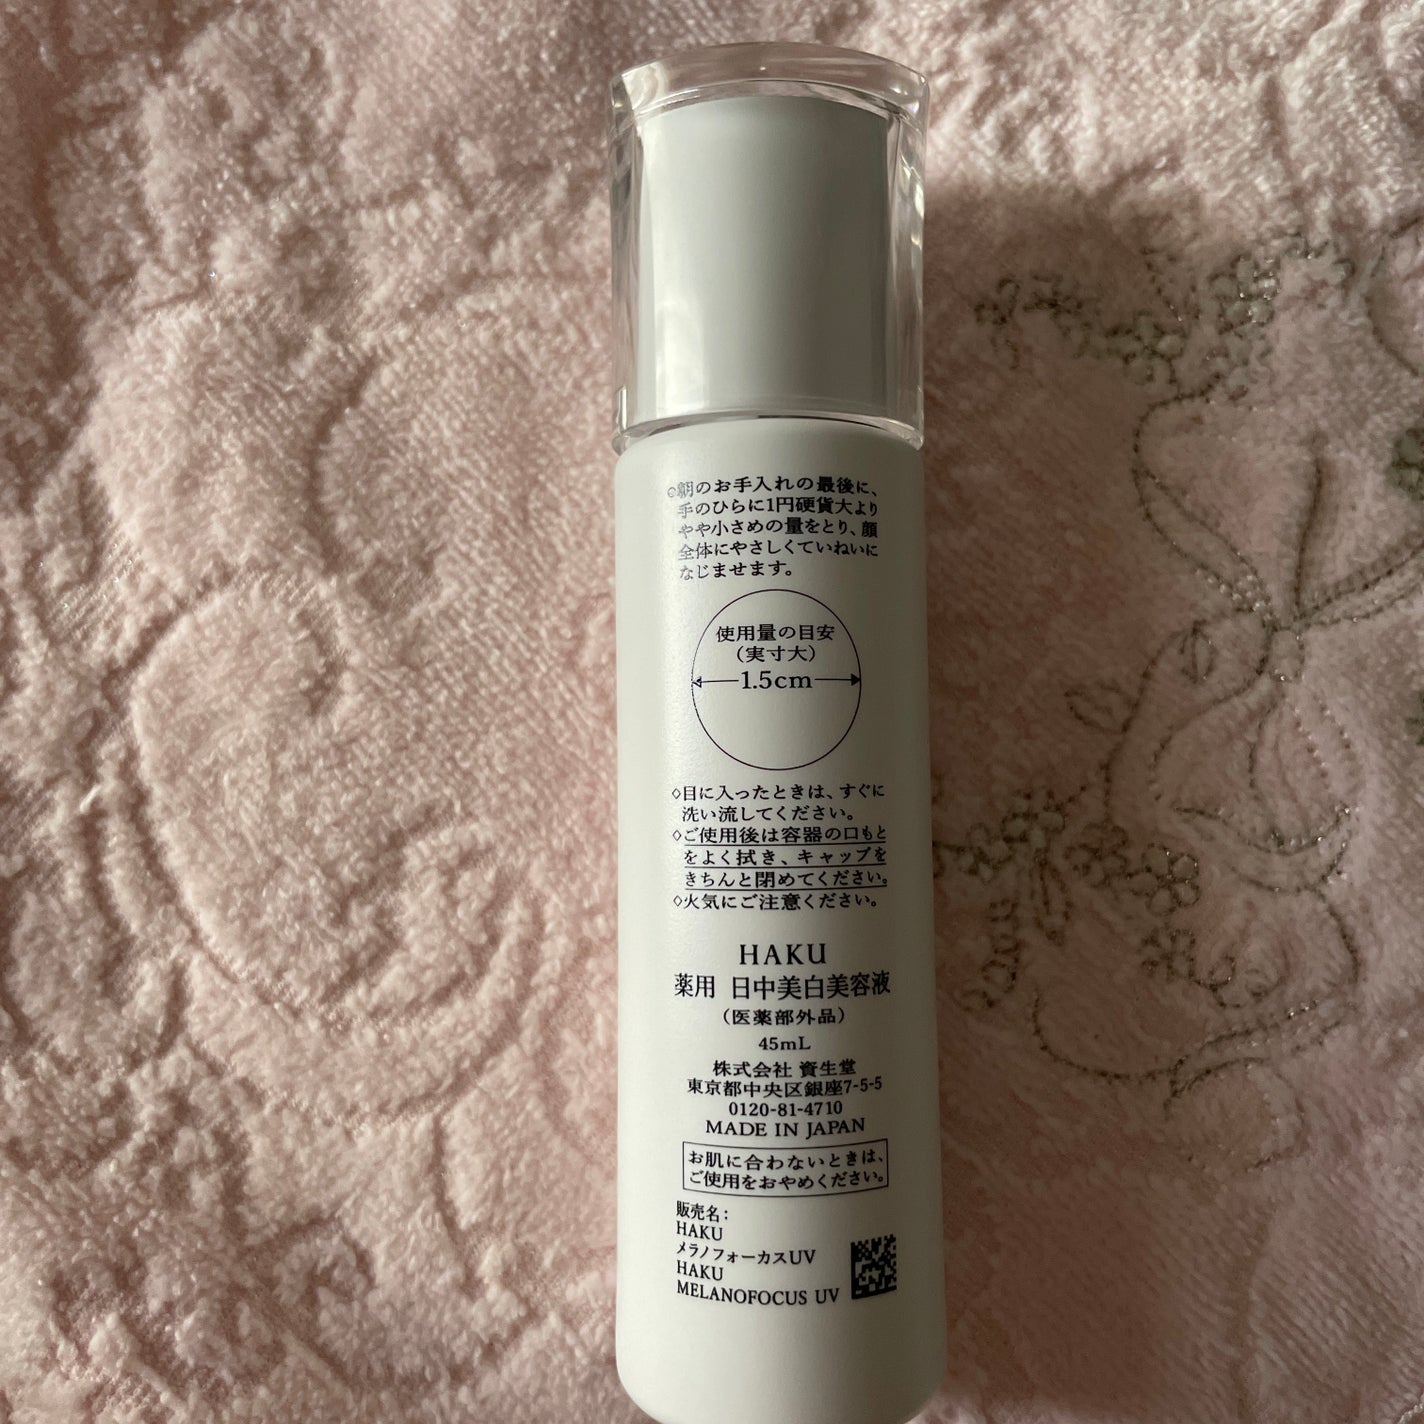 ◇朝のお手入れの最後に、
手のひらに1円硬貨大より
やや小さめの量をとり、顔
全体にやさしくていねいに
なじませます。
使用量の目安
（実寸大）
1.5cm
◇目に入ったときは、すぐに
洗い流してください。
◇ご使用後は容器の口もと
をよく拭き、キャップを
きちんと閉めてください。
◇火気にご注意ください。
HAKU
薬用 日中美白美容液
（医薬部外品）
45mL
株式会社 資生堂
東京都中央区銀座7-5-5
0120-81-4710
MADE IN JAPAN
お肌に合わないときは、
ご使用をおやめください。
販売名：
HAKU
メラノフォーカスUV
HAKU
MELANOFOCUS UV